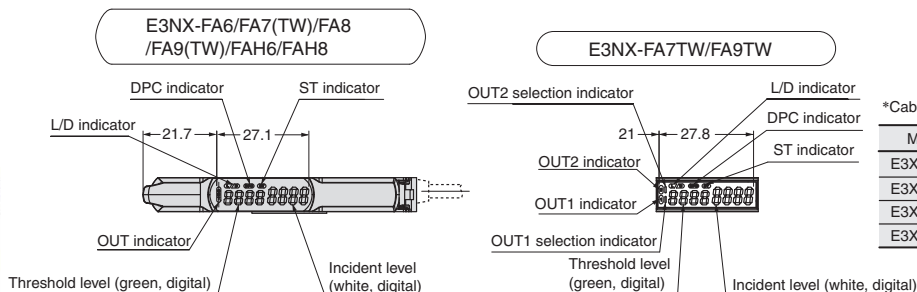 E3NX-FA6/FA7(TW)/FA8
/FA9(TW)/FAH6/FAH8
DPC indicator
ST indicator
L/D indicator
21.7
27.1
OUT indicator
Threshold level (green, digital)
Incident level
(white, digital)
E3NX-FA7TW/FA9TW
OUT2 selection indicator
L/D indicator
DPC indicator
21
27.8
ST indicator
OUT2 indicator
OUT1 indicator
OUT1 selection indicator
Threshold level
(green, digital)
Incident level (white, digital)
*Cab
M
E3X
E3X
E3X
E3X